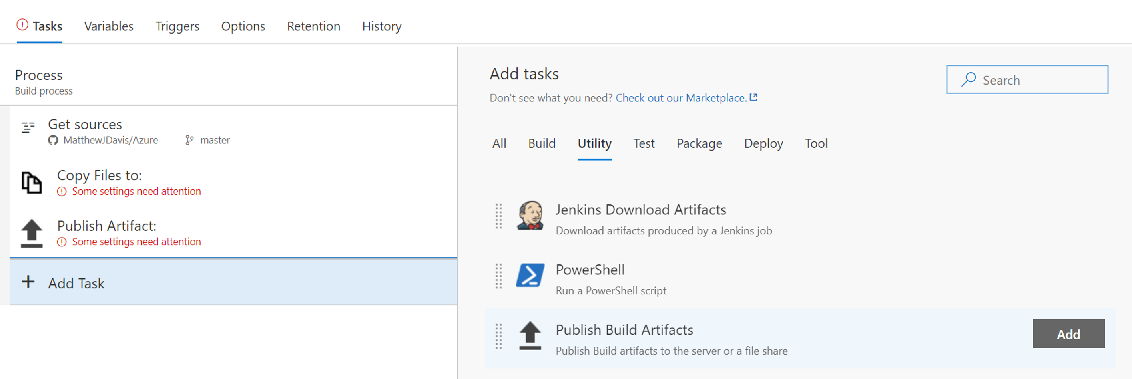 Tasks Variables Triggers Options Retention History
Process
Build process
Get sources
MatthewJDavis/Azure master
Copy Files to:
Some settings need attention
Publish Artifact:
Some settings need attention
+ Add Task
Add tasks
Search
Don't see what you need? Check out our Marketplace.
All Build Utility Test Package Deploy Tool
Jenkins Download Artifacts
Download artifacts produced by a Jenkins job
PowerShell
Run a PowerShell script
Publish Build Artifacts
Publish Build artifacts to the server or a file share
Add